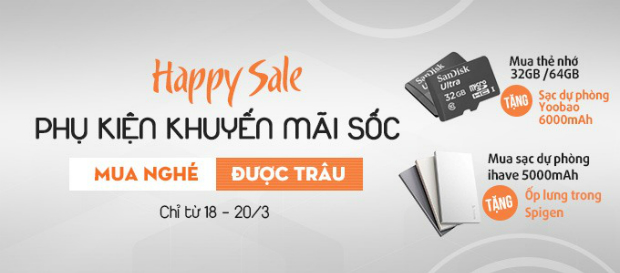 Happy Sale
PHỤ KIỆN KHUYẾN MÃI SỐC
MUA NGHÉ ĐƯỢC TRÂU
Chỉ từ 18 - 20/3
SanDisk
Ultra
32 GB
Mua thẻ nhớ
32GB /64GB
TẶNG
Sạc dự phòng
Yoobao
6000mAh
Mua sạc dự phòng
ihave 5000mAh
TẶNG
Ốp lưng trong
Spigen